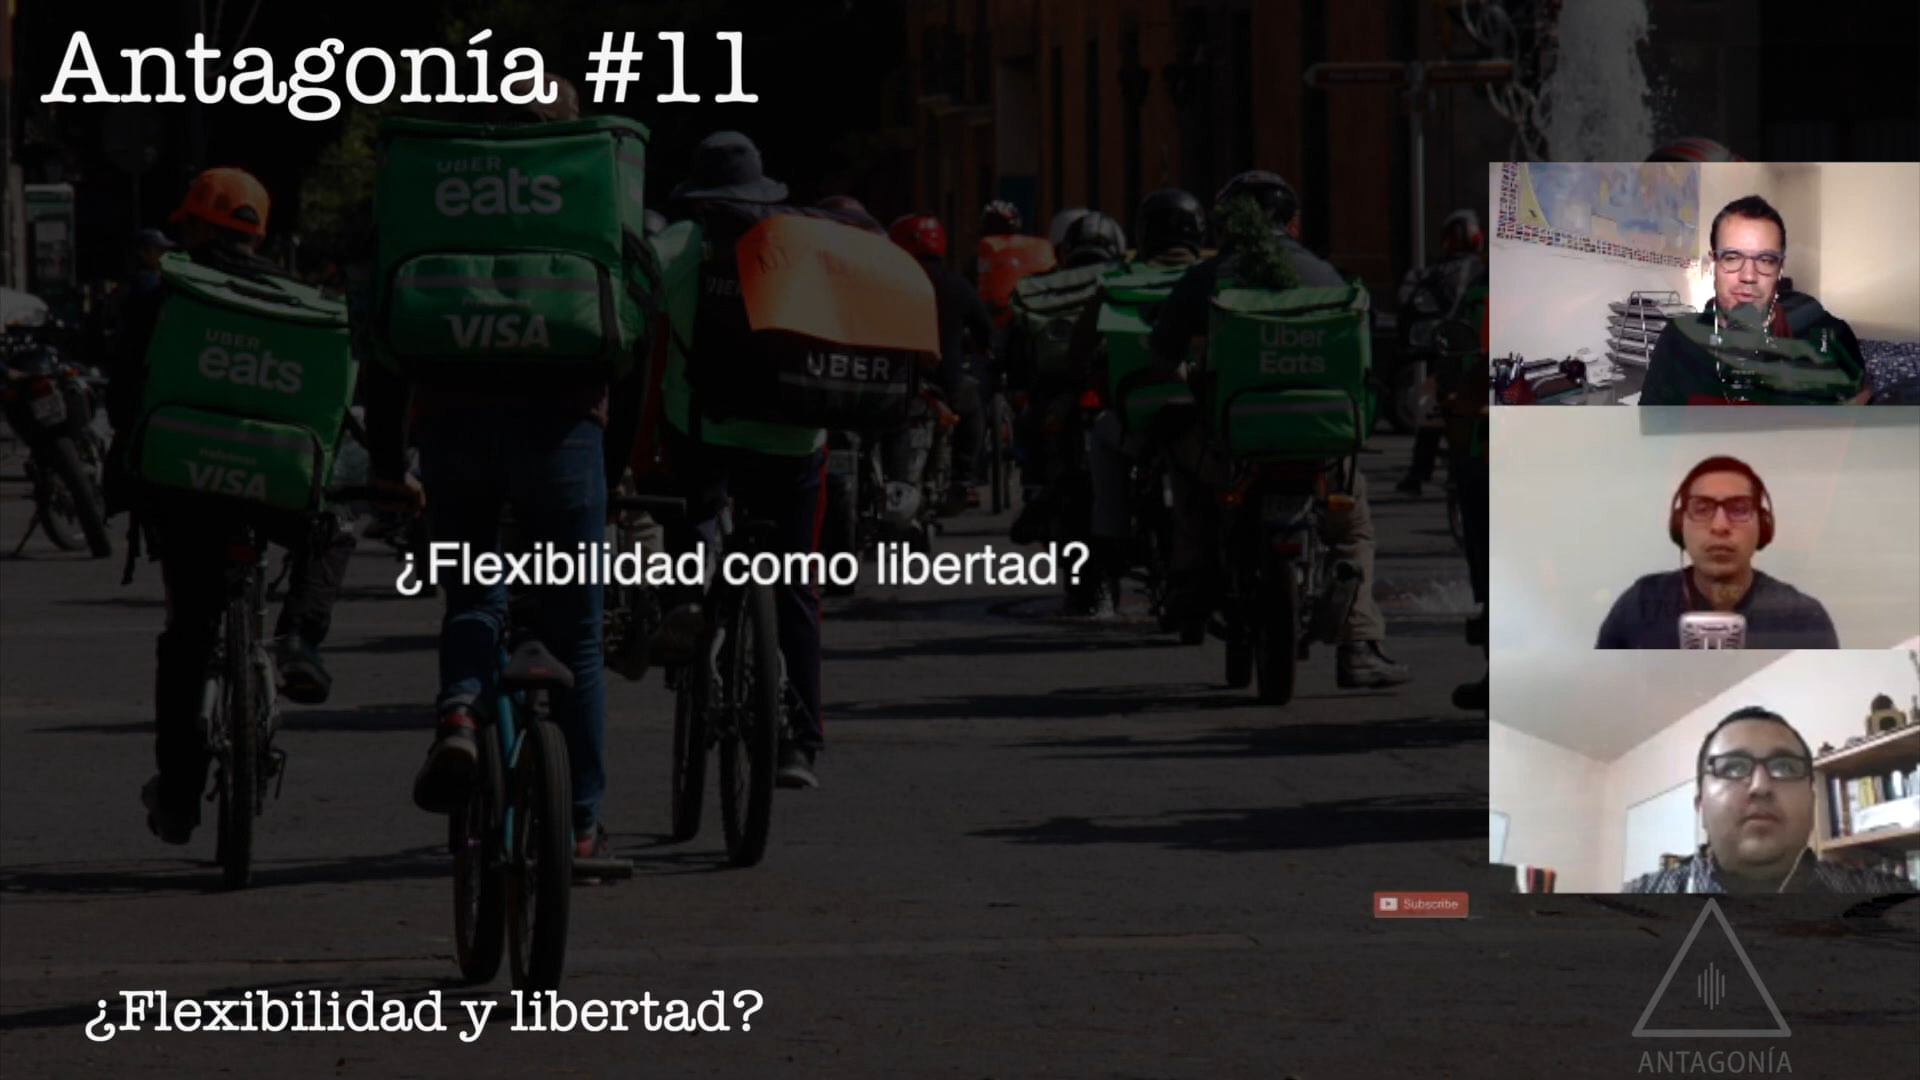 Antagonía #11
UBER
eats
VISA
UBER
eats
VISA
UBER
Uber
Eats
¿Flexibilidad como libertad?
Subscribe
¿Flexibilidad y libertad?
ANTAGONÍA